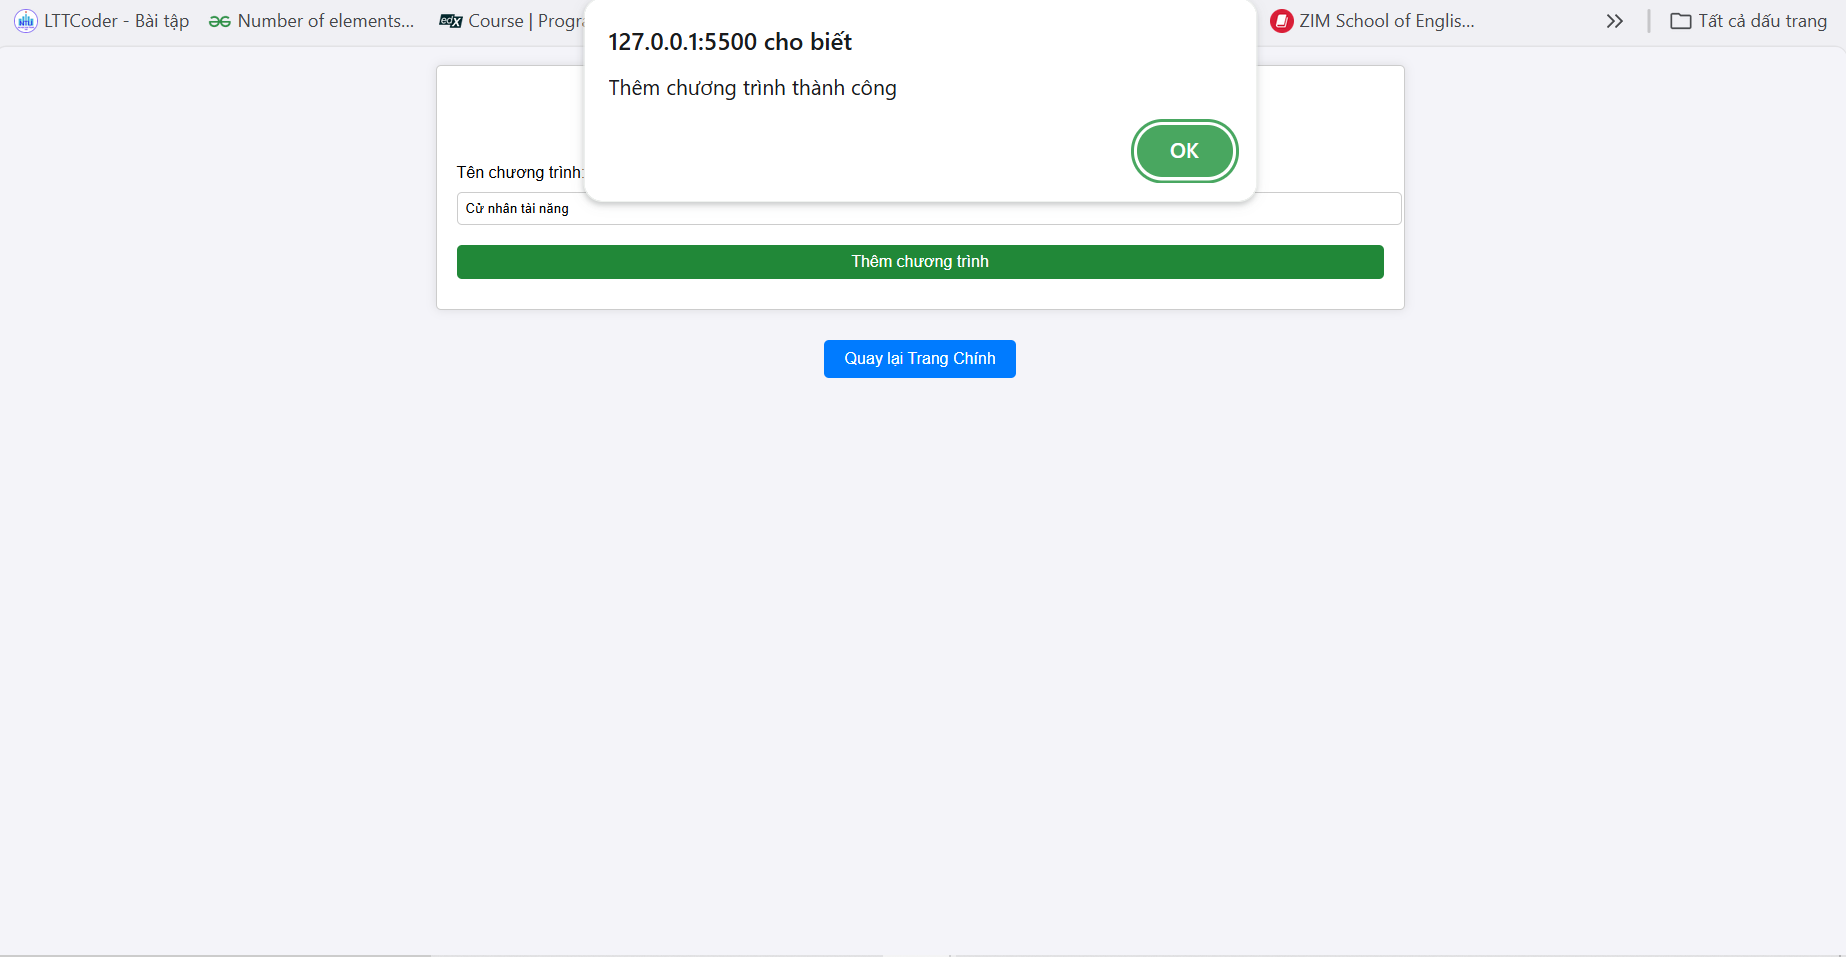 LTTCoder - Bài tập
Number of elements...
edX Course | Progra
ZIM School of Englis...
Tất cả dấu trang
127.0.0.1:5500 cho biết
Thêm chương trình thành công
OK
Tên chương trình:
Cử nhân tài năng
Thêm chương trình
Quay lại Trang Chính